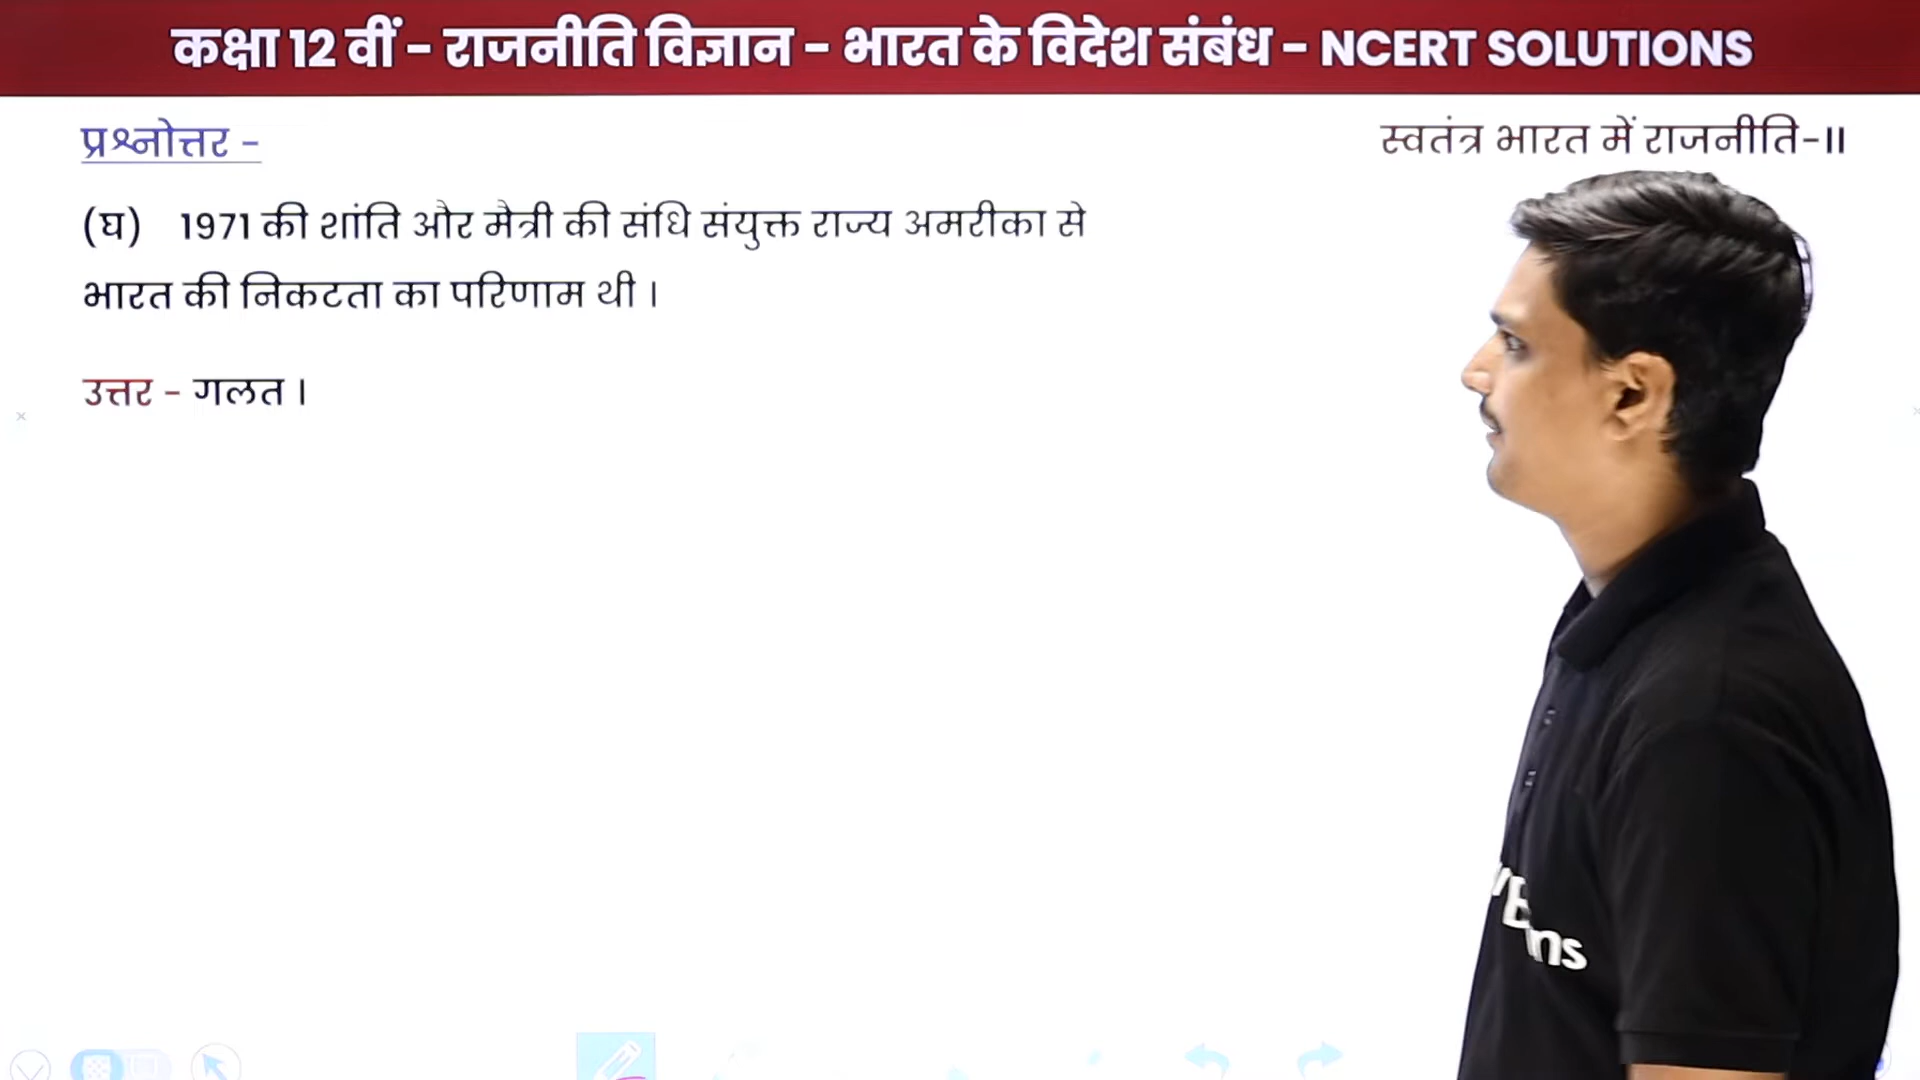 कक्षा 12 वीं - राजनीति विज्ञान - भारत के विदेश संबंध - NCERT SOLUTIONS
प्रश्नोत्तर -
स्वतंत्र भारत में राजनीति-II
(घ) 1971 की शांति और मैत्री की संधि संयुक्त राज्य अमरीका से
भारत की निकटता का परिणाम थी ।
उत्तर - गलत ।